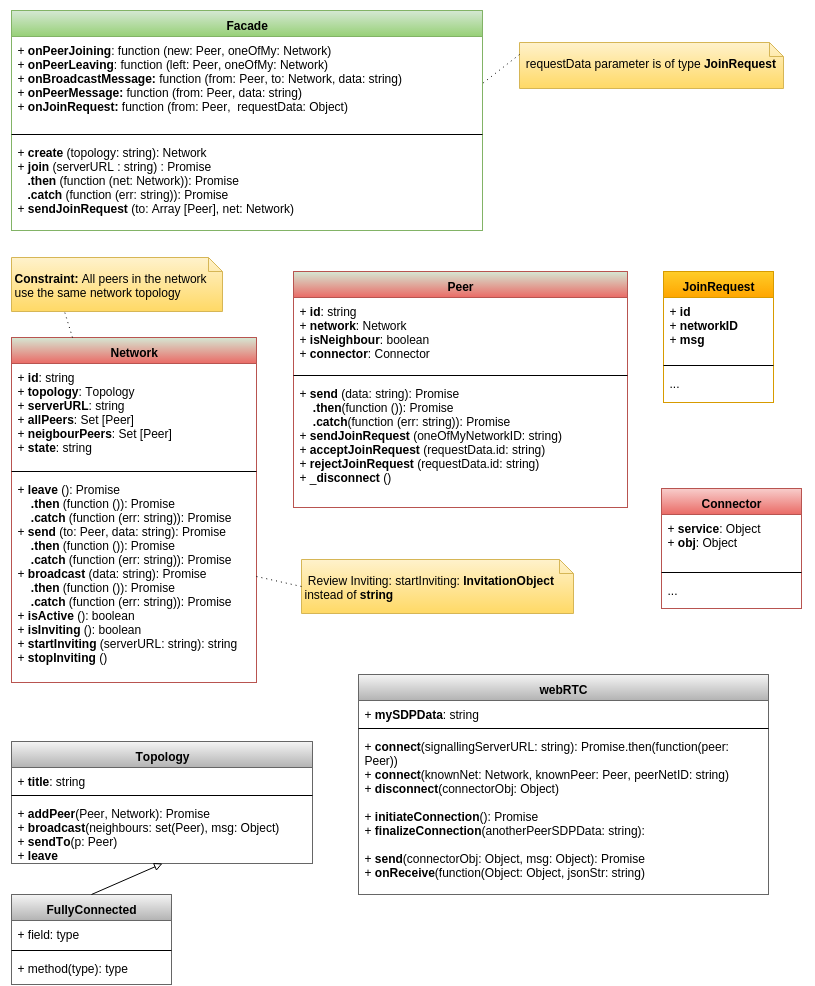 Facade
+ onPeerJoining: function (new: Peer, oneOfMy: Network)
+ onPeerLeaving: function (left: Peer, oneOfMy: Network)
+ onBroadcastMessage: function (from: Peer, to: Network, data: string)
+ onPeerMessage: function (from: Peer, data: string)
+ onJoinRequest: function (from: Peer, requestData: Object)
+ create (topology: string): Network
+ join (serverURL : string) : Promise
.then (function (net: Network)): Promise
.catch (function (err: string)): Promise
+ sendJoinRequest (to: Array [Peer], net: Network)
requestData parameter is of type JoinRequest
Constraint: All peers in the network
use the same network topology
Network
+ id: string
+ topology: Topology
+ serverURL: string
+ allPeers: Set [Peer]
+ neigbourPeers: Set [Peer]
+ state: string
+ leave (): Promise
.then (function ()): Promise
.catch (function (err: string)): Promise
+ send (to: Peer, data: string): Promise
.then (function ()): Promise
.catch (function (err: string)): Promise
+ broadcast (data: string): Promise
.then (function ()): Promise
.catch (function (err: string)): Promise
+ isActive (): boolean
+ isInviting (): boolean
+ startInviting (serverURL: string): string
+ stopInviting ()
Peer
+ id: string
+ network: Network
+ isNeighbour: boolean
+ connector: Connector
+ send (data: string): Promise
.then(function ()): Promise
.catch(function (err: string)): Promise
+ sendJoinRequest (oneOfMyNetworkID: string)
+ acceptJoinRequest (requestData.id: string)
+ rejectJoinRequest (requestData.id: string)
+ _disconnect ()
JoinRequest
+ id
+ networkID
+ msg
...
Connector
+ service: Object
+ obj: Object
...
Review Inviting: startInviting: InvitationObject
instead of string
webRTC
+ mySDPData: string
+ connect(signallingServerURL: string): Promise.then(function(peer:
Peer))
+ connect(knownNet: Network, knownPeer: Peer, peerNetID: string)
+ disconnect(connectorObj: Object)
+ initiateConnection(): Promise
+ finalizeConnection(anotherPeerSDPData: string):
+ send(connectorObj: Object, msg: Object): Promise
+ onReceive(function(Object: Object, jsonStr: string)
Topology
+ title: string
+ addPeer(Peer, Network): Promise
+ broadcast(neighbours: set(Peer), msg: Object)
+ sendTo(p: Peer)
+ leave
FullyConnected
+ field: type
+ method(type): type